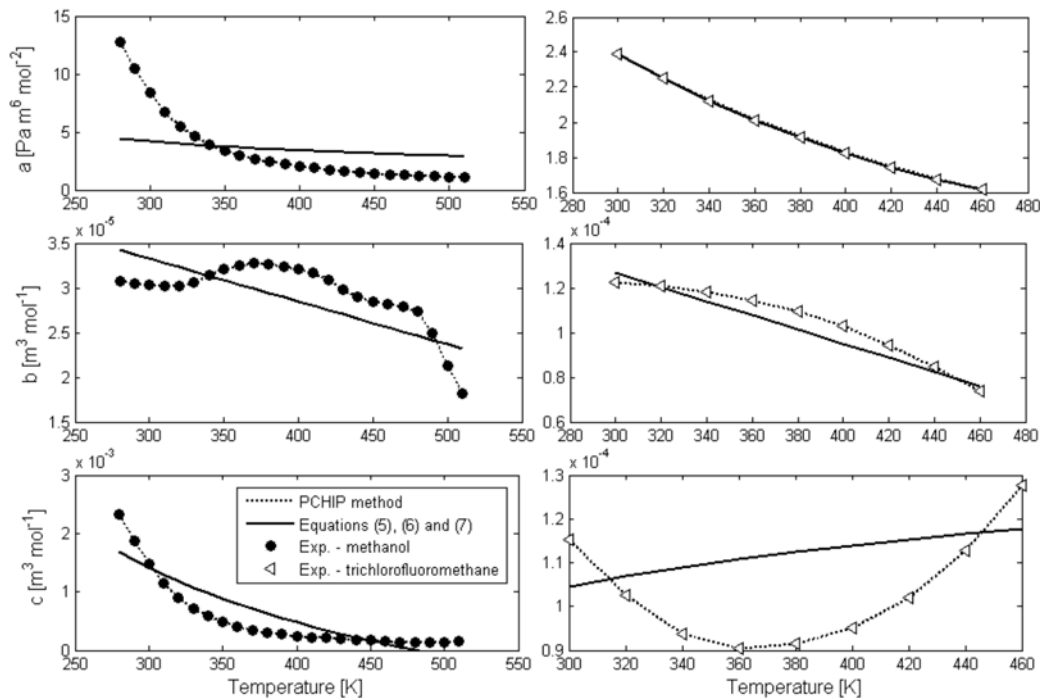 15
10
5
0
a [Pa m⁶ mol⁻²]
250 300 350 400 450 500 550
2.6
2.4
2.2
2
1.8
1.6
280 300 320 340 360 380 400 420 440 460 480
x 10⁻⁵
3.5
3
2.5
2
1.5
b [m³ mol⁻¹]
250 300 350 400 450 500 550
x 10⁻⁴
1.4
1.2
1
0.8
0.6
280 300 320 340 360 380 400 420 440 460 480
x 10⁻³
3
2
1
0
c [m³ mol⁻¹]
PCHIP method
Equations (5), (6) and (7)
Exp. - methanol
Exp. - trichlorofluoromethane
250 300 350 400 450 500 550
Temperature [K]
x 10⁻⁴
1.3
1.2
1.1
1
0.9
300 320 340 360 380 400 420 440 460
Temperature [K]